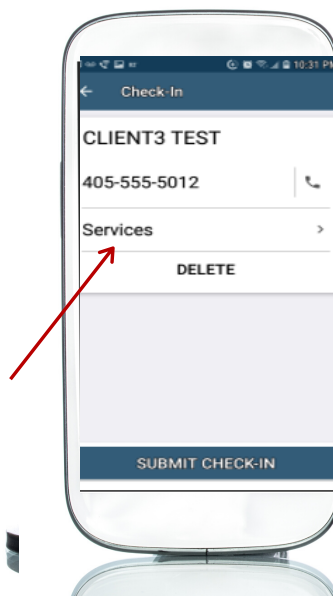 10:31 PM
Check-In
CLIENT3 TEST
405-555-5012
Services
DELETE
SUBMIT CHECK-IN